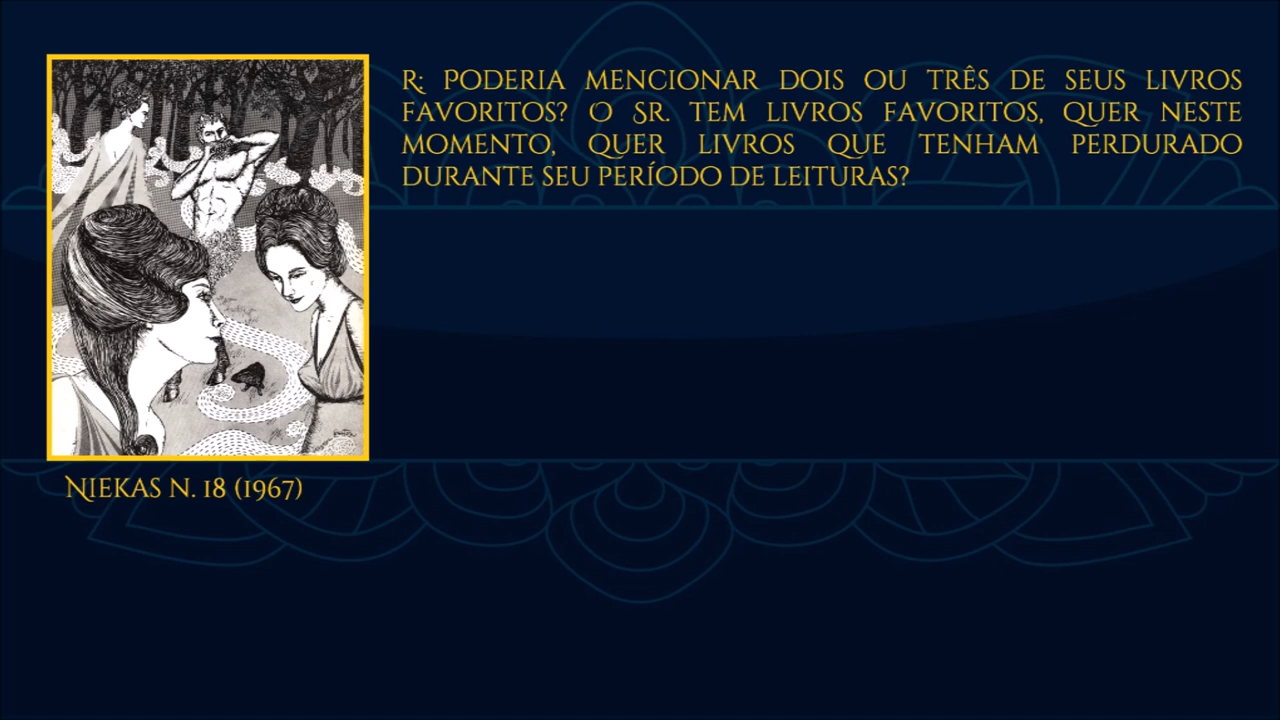 R: PODERIA MENCIONAR DOIS OU TRÊS DE SEUS LIVROS
FAVORITOS? O SR. TEM LIVROS FAVORITOS, QUER NESTE
MOMENTO, QUER LIVROS QUE TENHAM PERDURADO
DURANTE SEU PERÍODO DE LEITURAS?
NIEKAS N. 18 (1967)